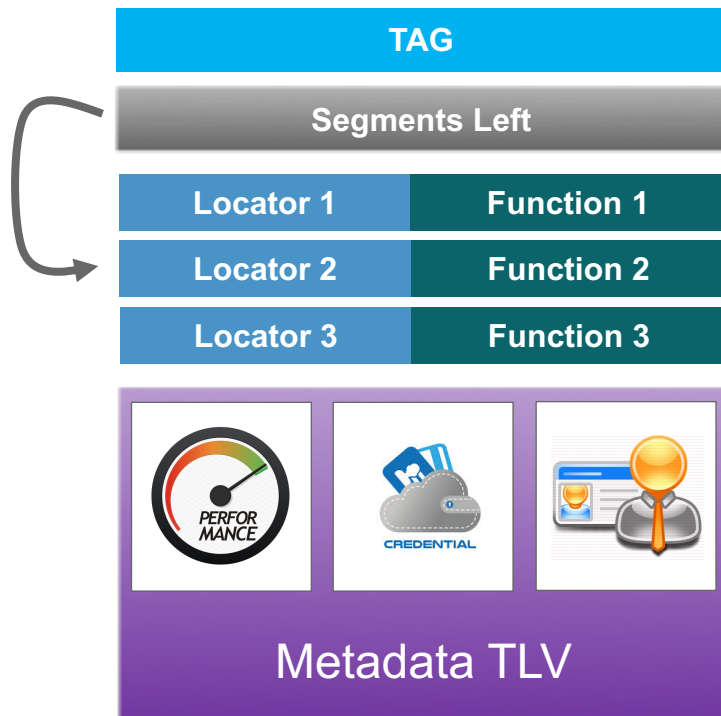 TAG
Segments Left
Locator 1 Function 1
Locator 2 Function 2
Locator 3 Function 3
PERFOR
MANCE
CREDENTIAL
Metadata TLV